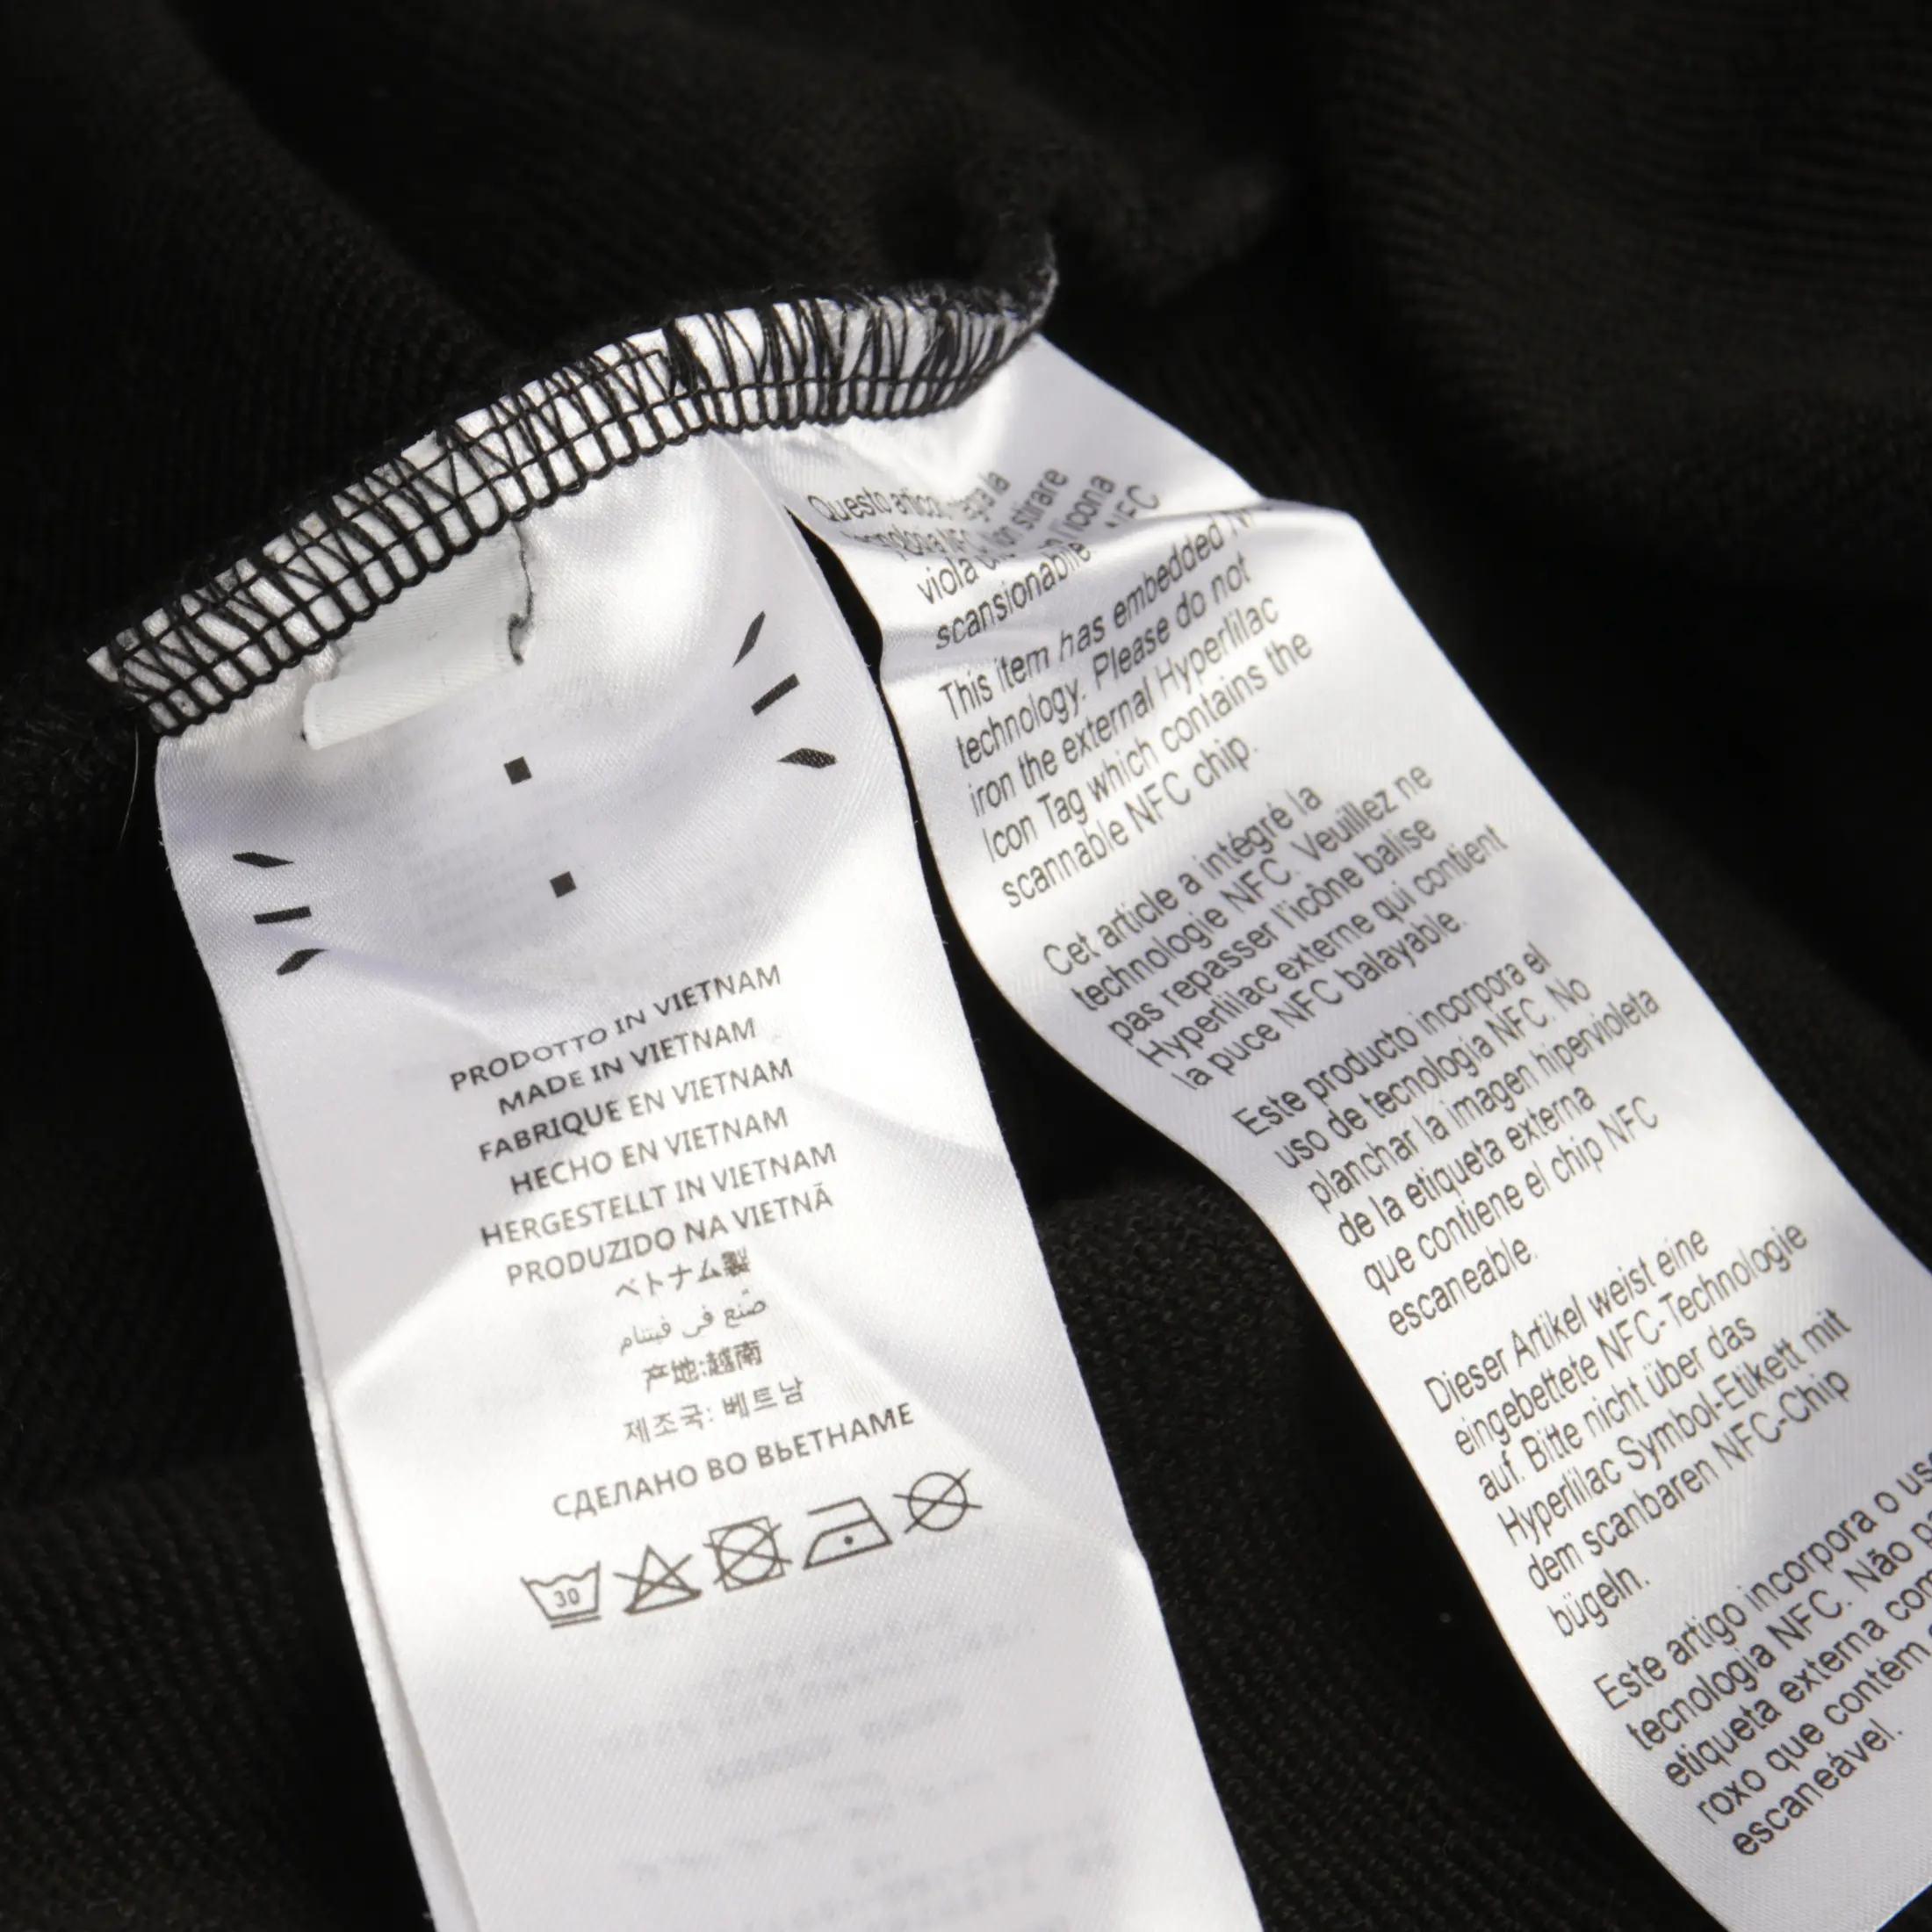 PRODOTTO IN VIETNAM
MADE IN VIETNAM
FABRIQUE EN VIETNAM
HECHO EN VIETNAM
HERGESTELLT IN VIETNAM
PRODUZIDO NA VIETNÃ
ベトナム製
صنع في فيتنام
产地:越南
제조국: 베트남
СДЕЛАНО ВО ВЬЕТНАМЕ
30
Questo la
stirare
viola l'icona
scansionabile NFC
This item has embedded
technology. Please do not
iron the external Hyperlilac
Icon Tag which contains the
scannable NFC chip.
Cet article a intégré la
technologie NFC. Veuillez ne
pas repasser l'icône balise
Hyperlilac externe qui contient
la puce NFC balayable.
Este producto incorpora el
uso de tecnologia NFC. No
planchar la imagen hipervioleta
de la etiqueta externa
que contiene el chip NFC
escaneable.
Dieser Artikel weist eine
eingebettete NFC-Technologie
auf. Bitte nicht über das
Hyperlilac Symbol-Etikett mit
dem scanbaren NFC-Chip
bügeln.
Este artigo incorpora o
tecnologia NFC. Não
etiqueta externa
roxo que contém
escaneável.